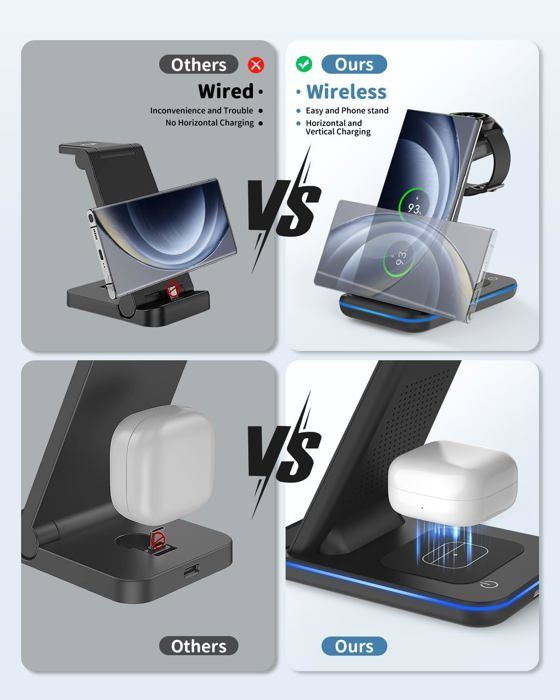 Others
Wired
Inconvenience and Trouble
No Horizontal Charging
VS
Ours
Wireless
Easy and Phone stand
Horizontal and
Vertical Charging
93
93
VS
Others
Ours